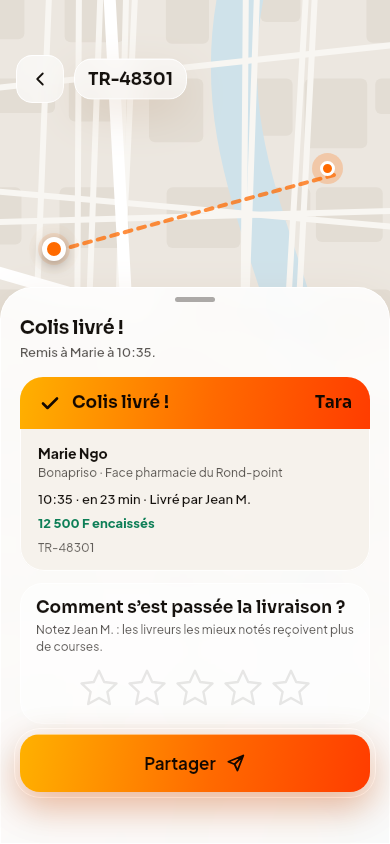 TR-48301
Colis livré !
Remis à Marie à 10:35.
Colis livré ! Tara
Marie Ngo
Bonapriso · Face pharmacie du Rond-point
10:35 · en 23 min · Livré par Jean M.
12 500 F encaissés
TR-48301
Comment s’est passée la livraison ?
Notez Jean M. : les livreurs les mieux notés reçoivent plus
de courses.
Partager